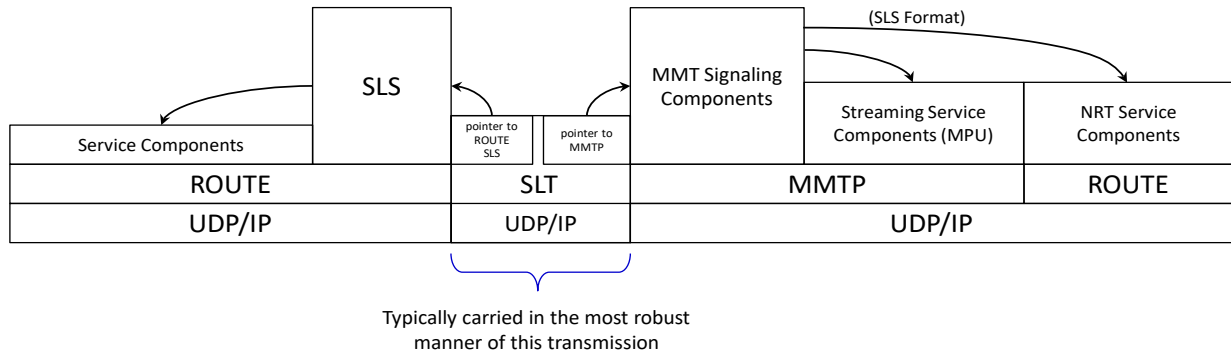 (SLS Format)
SLS
MMT Signaling
Components
Service Components
pointer to
ROUTE
SLS
pointer to
MMTP
Streaming Service
Components (MPU)
NRT Service
Components
ROUTE
SLT
MMTP
ROUTE
UDP/IP
UDP/IP
UDP/IP
Typically carried in the most robust
manner of this transmission